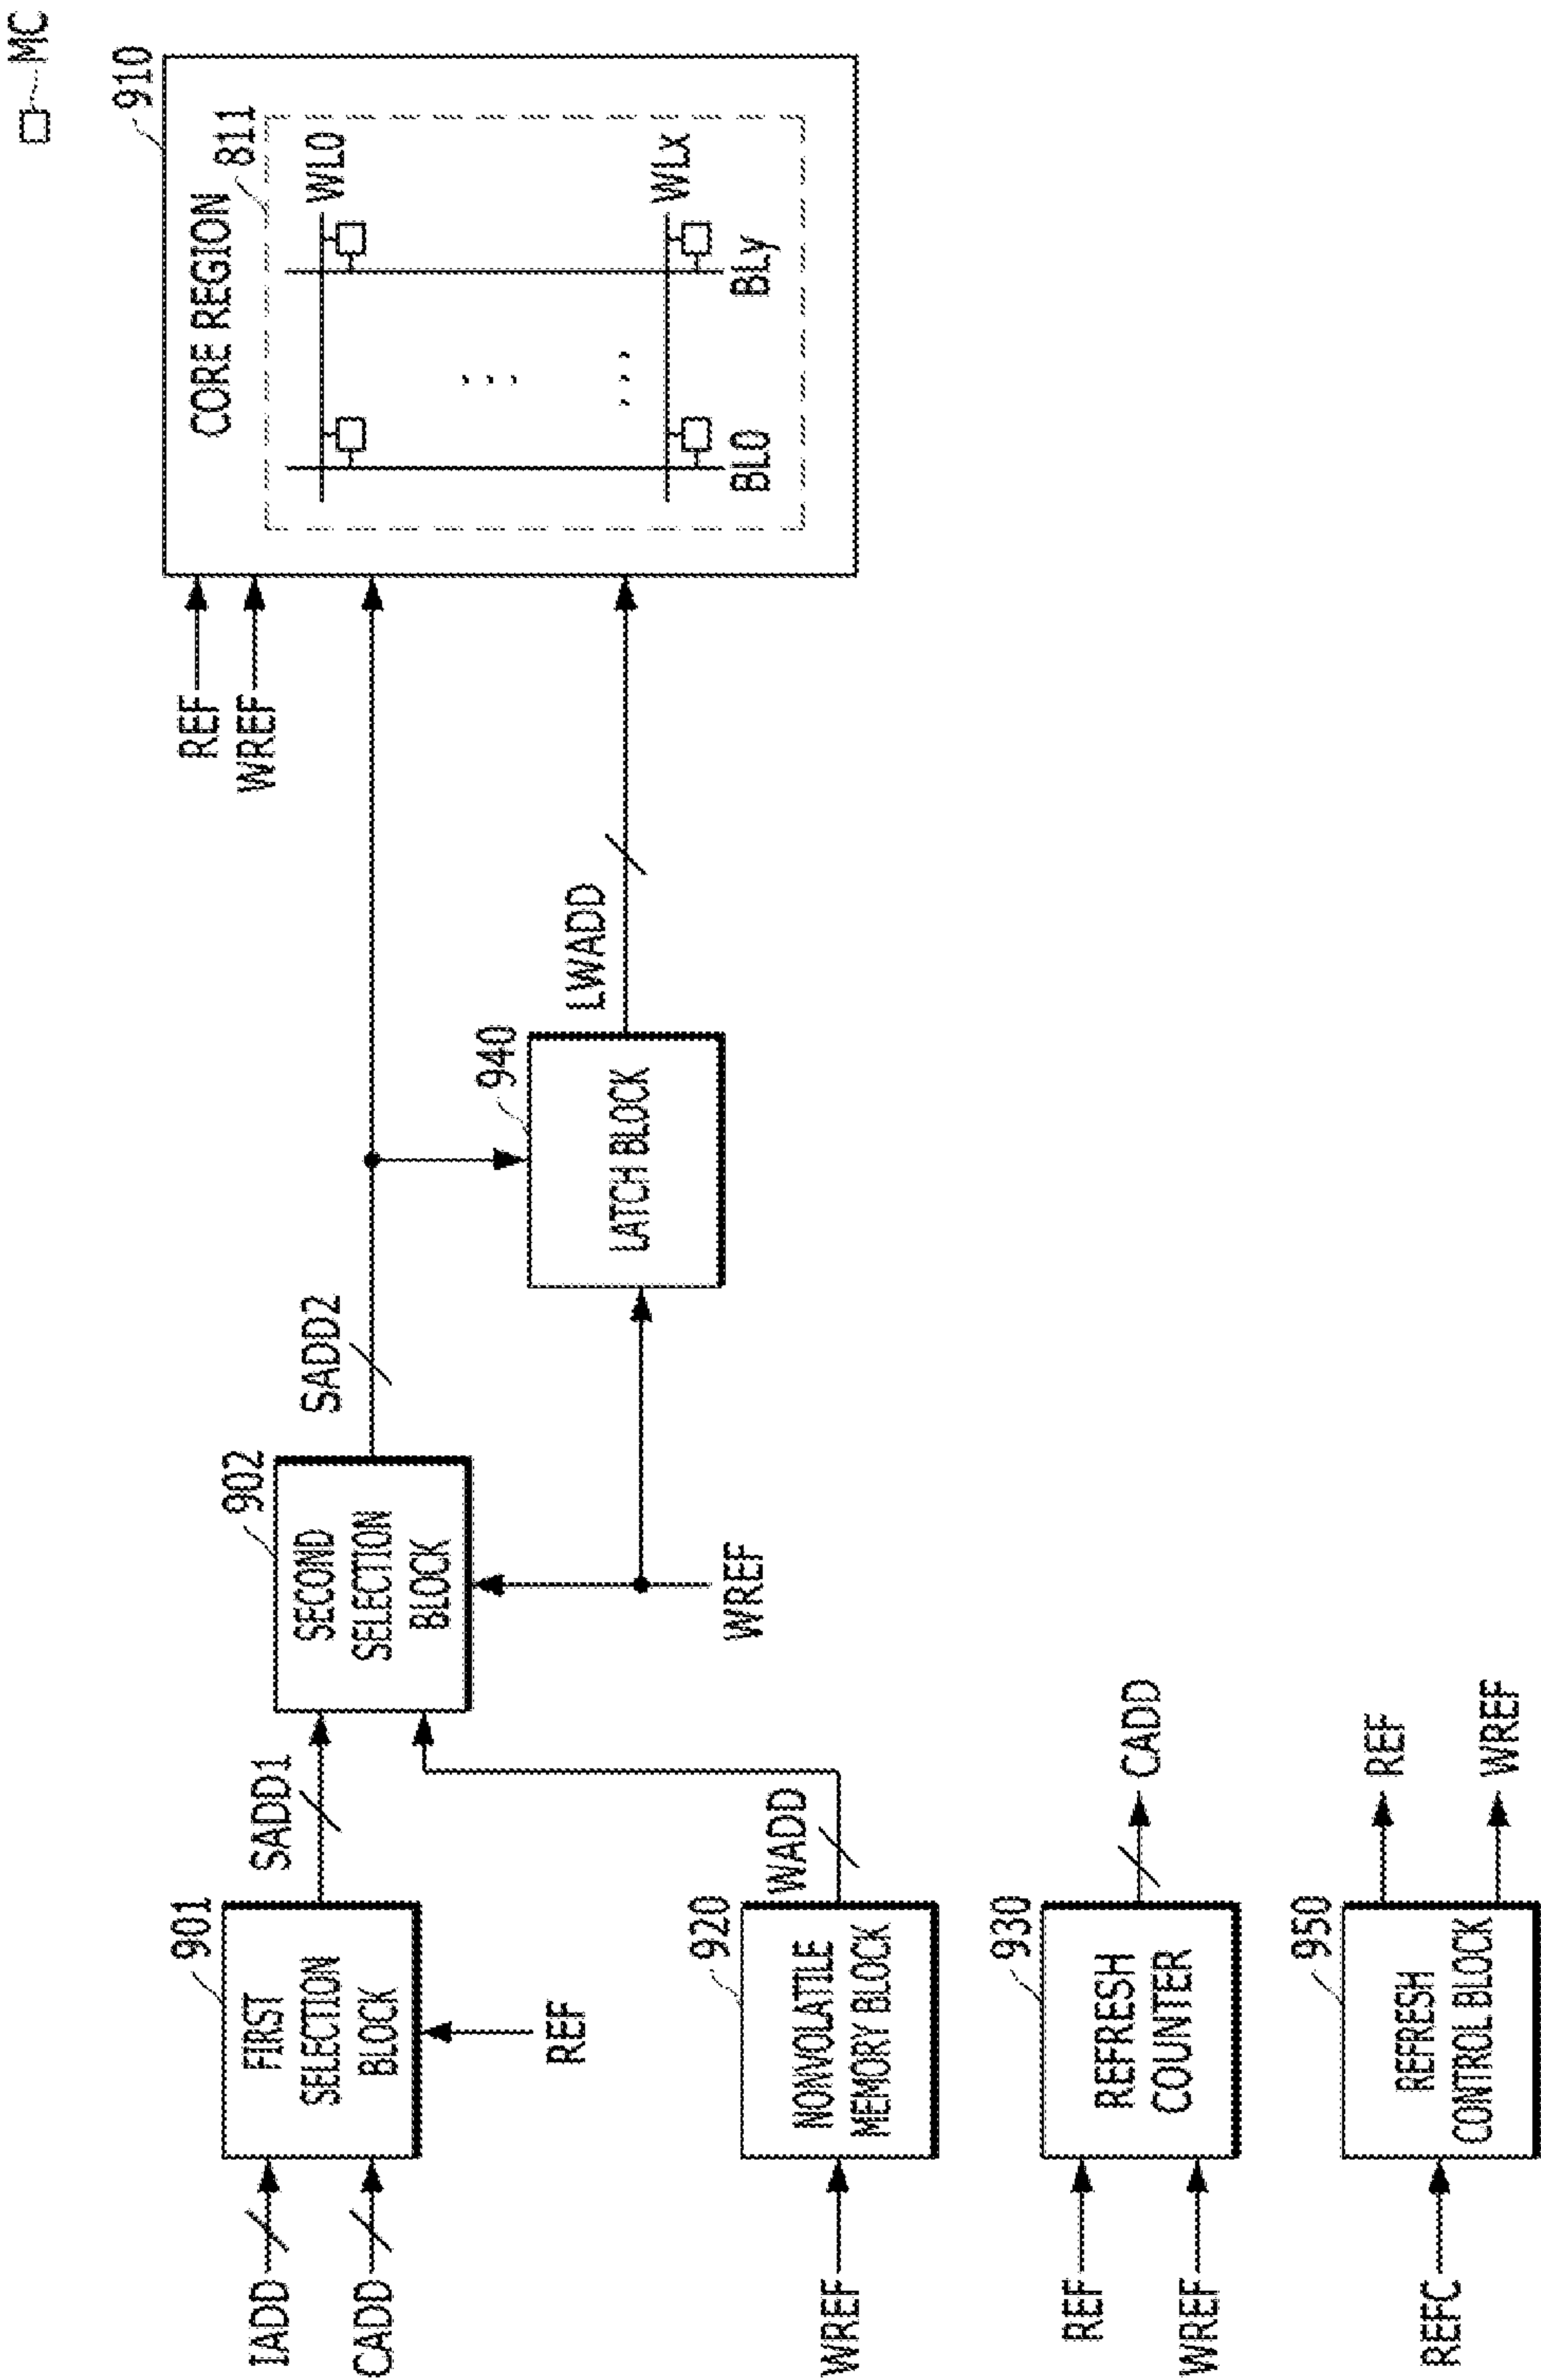 MC
910
CORE REGION
811
WL0
WLx
BL0
BLy
REF
WREF
901
FIRST
SELECTION
BLOCK
IADD
CADD
REF
SADD1
902
SECOND
SELECTION
BLOCK
WREF
SADD2
940
LATCH BLOCK
LWADD
920
NONVOLATILE
MEMORY BLOCK
WREF
WADD
930
REFRESH
COUNTER
REF
WREF
CADD
950
REFRESH
CONTROL BLOCK
REFC
REF
WREF